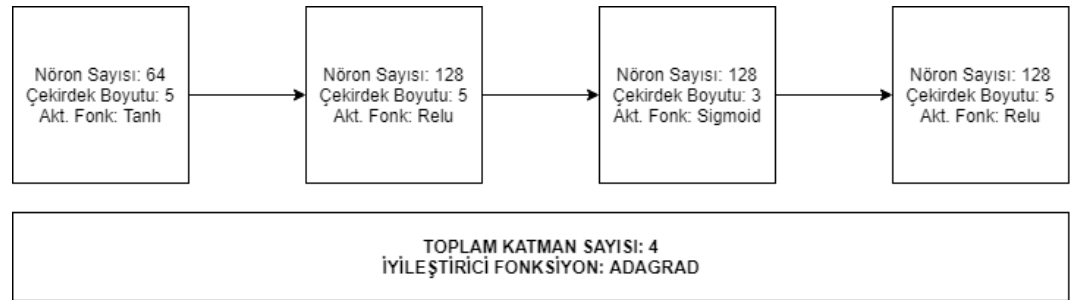 Nöron Sayısı: 64
Çekirdek Boyutu: 5
Akt. Fonk: Tanh
Nöron Sayısı: 128
Çekirdek Boyutu: 5
Akt. Fonk: Relu
Nöron Sayısı: 128
Çekirdek Boyutu: 3
Akt. Fonk: Sigmoid
Nöron Sayısı: 128
Çekirdek Boyutu: 5
Akt. Fonk: Relu
TOPLAM KATMAN SAYISI: 4
İYİLEŞTİRİCİ FONKSİYON: ADAGRAD